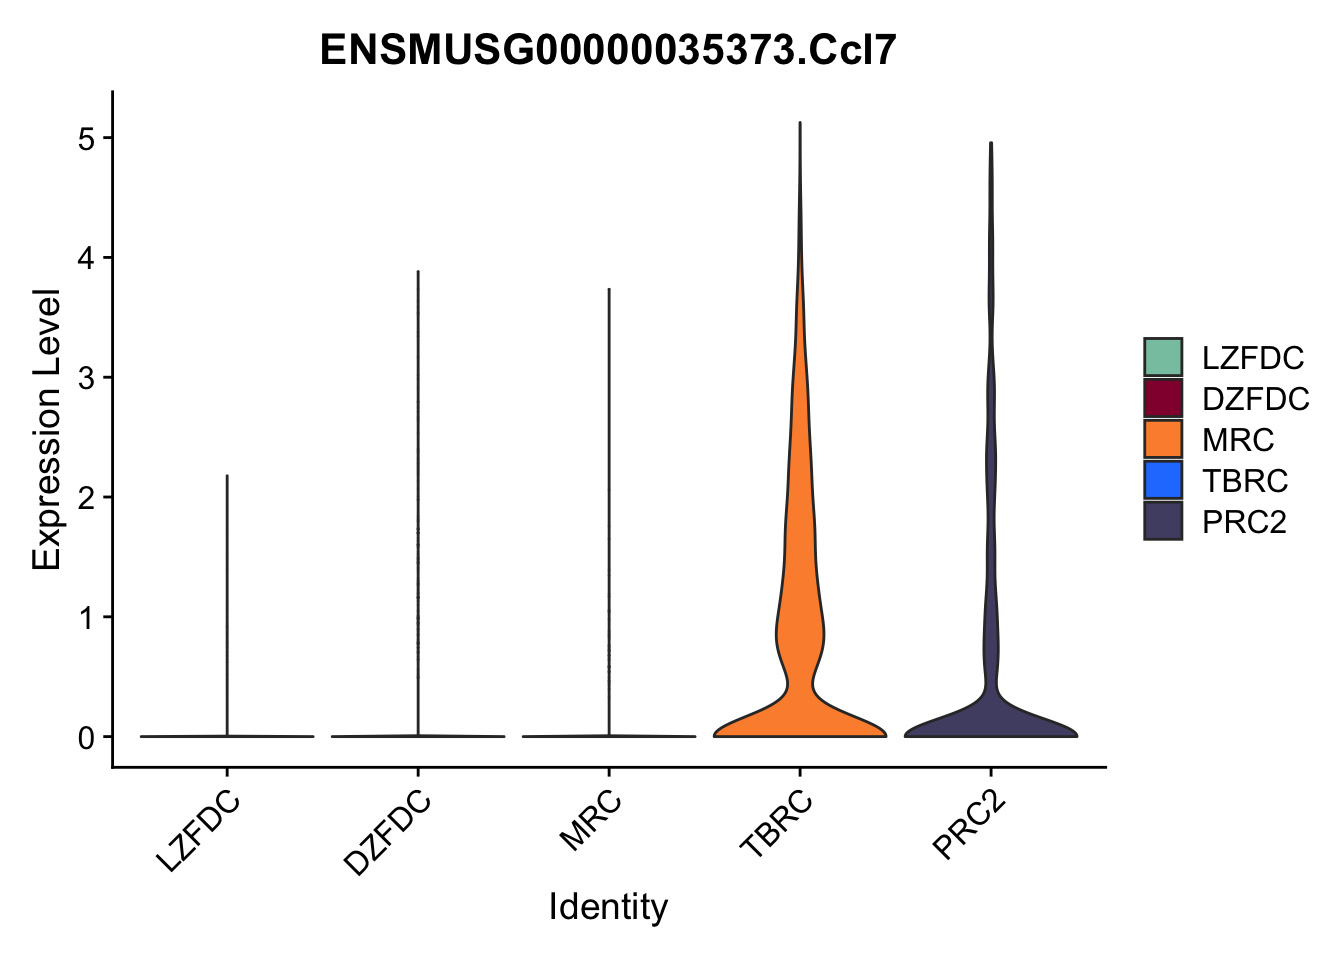 ENSMUSG00000035373.Ccl7
Expression Level
5
4
3
2
1
0
LZFDC
DZFDC
MRC
TBRC
PRC2
Identity
LZFDC
DZFDC
MRC
TBRC
PRC2